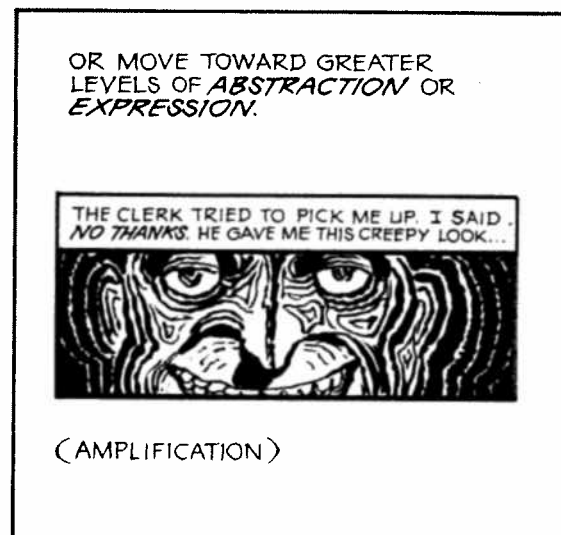 OR MOVE TOWARD GREATER
LEVELS OF ABSTRACTION OR
EXPRESSION.
THE CLERK TRIED TO PICK ME UP. I SAID
NO THANKS. HE GAVE ME THIS CREEPY LOOK...
(AMPLIFICATION)